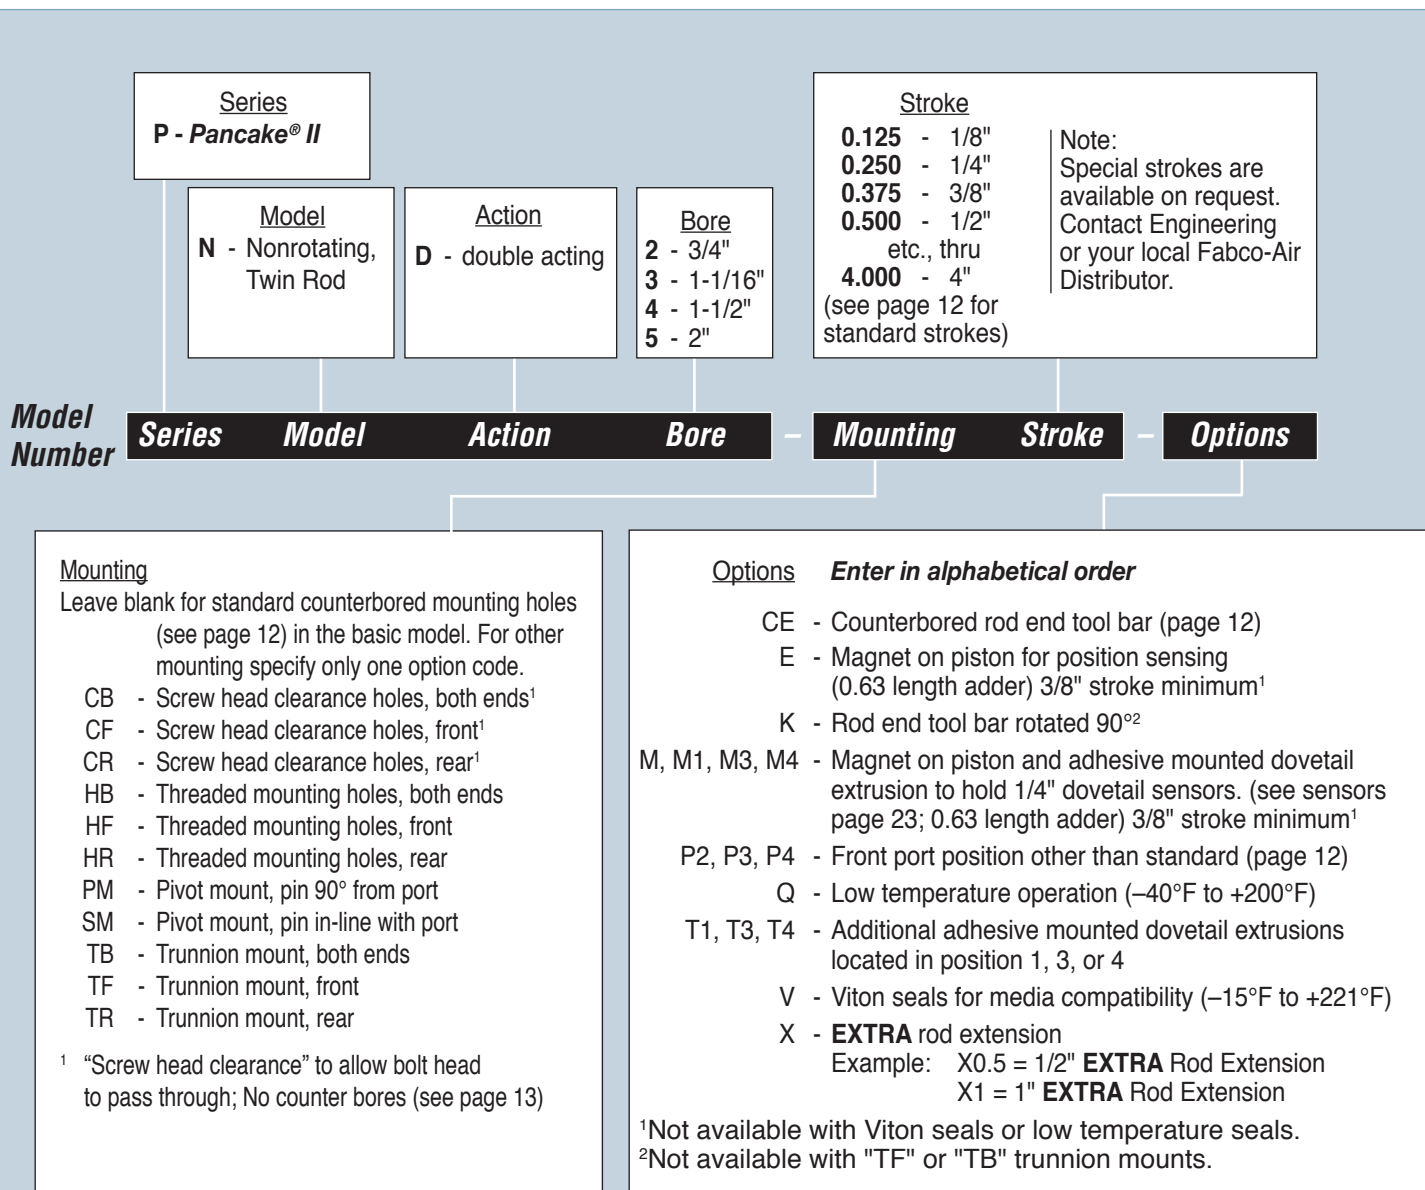 Series
P - Pancake® II
Model
N - Nonrotating,
Twin Rod
Action
D - double acting
Bore
2 - 3/4"
3 - 1-1/16"
4 - 1-1/2"
5 - 2"
Stroke
0.125 - 1/8"
0.250 - 1/4"
0.375 - 3/8"
0.500 - 1/2"
etc., thru
4.000 - 4"
(see page 12 for
standard strokes)
Note:
Special strokes are
available on request.
Contact Engineering
or your local Fabco-Air
Distributor.
Model
Number
Series Model Action Bore – Mounting Stroke – Options
Mounting
Leave blank for standard counterbored mounting holes
(see page 12) in the basic model. For other
mounting specify only one option code.
CB - Screw head clearance holes, both ends¹
CF - Screw head clearance holes, front¹
CR - Screw head clearance holes, rear¹
HB - Threaded mounting holes, both ends
HF - Threaded mounting holes, front
HR - Threaded mounting holes, rear
PM - Pivot mount, pin 90° from port
SM - Pivot mount, pin in-line with port
TB - Trunnion mount, both ends
TF - Trunnion mount, front
TR - Trunnion mount, rear
¹ “Screw head clearance” to allow bolt head
to pass through; No counter bores (see page 13)
Options Enter in alphabetical order
CE - Counterbored rod end tool bar (page 12)
E - Magnet on piston for position sensing
(0.63 length adder) 3/8" stroke minimum¹
K - Rod end tool bar rotated 90°²
M, M1, M3, M4 - Magnet on piston and adhesive mounted dovetail
extrusion to hold 1/4" dovetail sensors. (see sensors
page 23; 0.63 length adder) 3/8" stroke minimum¹
P2, P3, P4 - Front port position other than standard (page 12)
Q - Low temperature operation (–40°F to +200°F)
T1, T3, T4 - Additional adhesive mounted dovetail extrusions
located in position 1, 3, or 4
V - Viton seals for media compatibility (–15°F to +221°F)
X - EXTRA rod extension
Example: X0.5 = 1/2" EXTRA Rod Extension
X1 = 1" EXTRA Rod Extension
¹Not available with Viton seals or low temperature seals.
²Not available with "TF" or "TB" trunnion mounts.